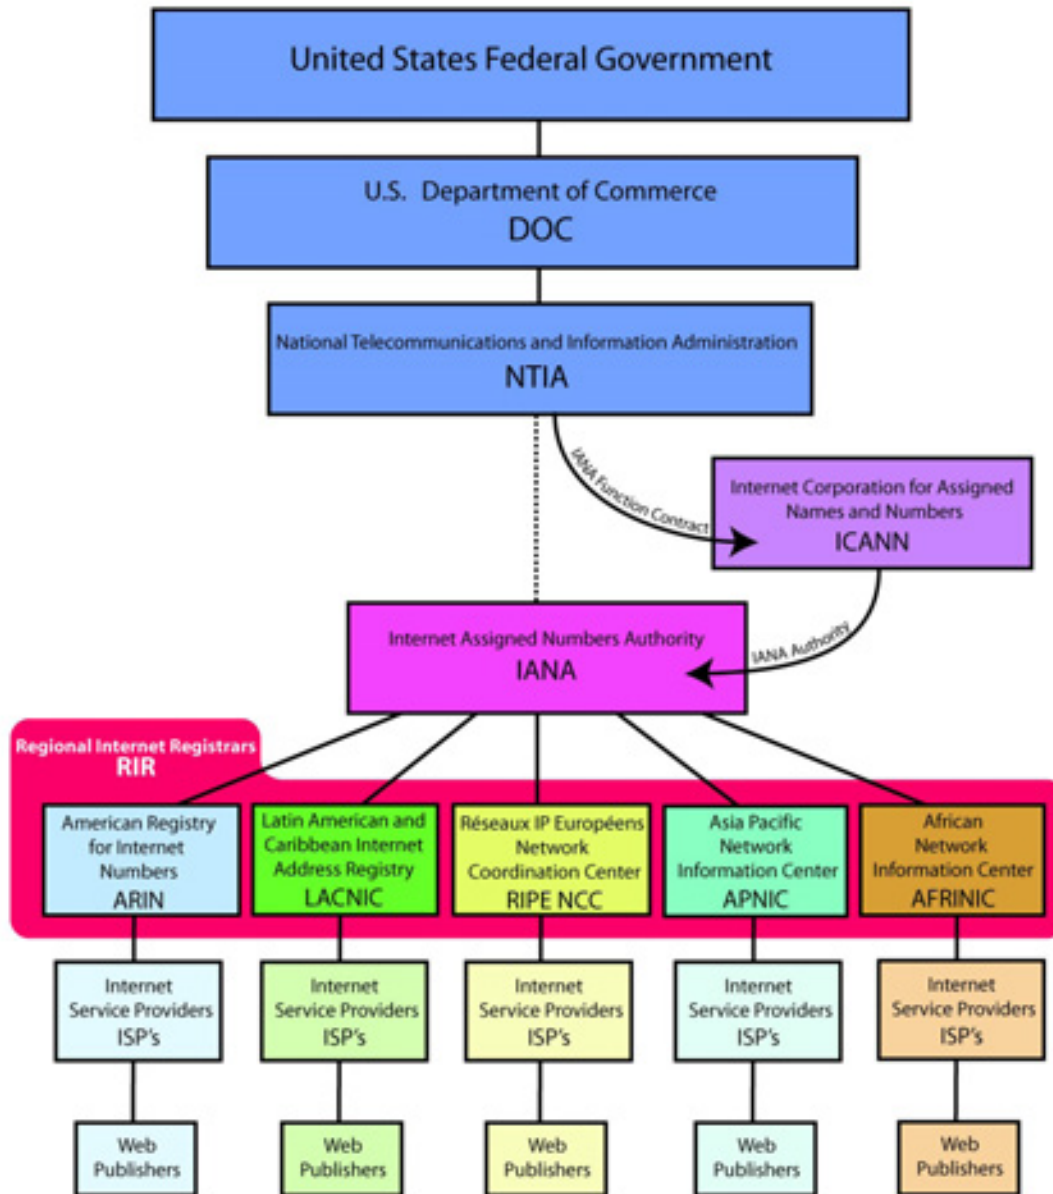 United States Federal Government
U.S. Department of Commerce
DOC
National Telecommunications and Information Administration
NTIA
IANA Function Contract
Internet Corporation for Assigned
Names and Numbers
ICANN
IANA Authority
Internet Assigned Numbers Authority
IANA
Regional Internet Registrars
RIR
American Registry
for Internet
Numbers
ARIN
Latin American and
Caribbean Internet
Address Registry
LACNIC
Réseaux IP Européens
Network
Coordination Center
RIPE NCC
Asia Pacific
Network
Information Center
APNIC
African
Network
Information Center
AFRINIC
Internet
Service Providers
ISP's
Internet
Service Providers
ISP's
Internet
Service Providers
ISP's
Internet
Service Providers
ISP's
Internet
Service Providers
ISP's
Web
Publishers
Web
Publishers
Web
Publishers
Web
Publishers
Web
Publishers